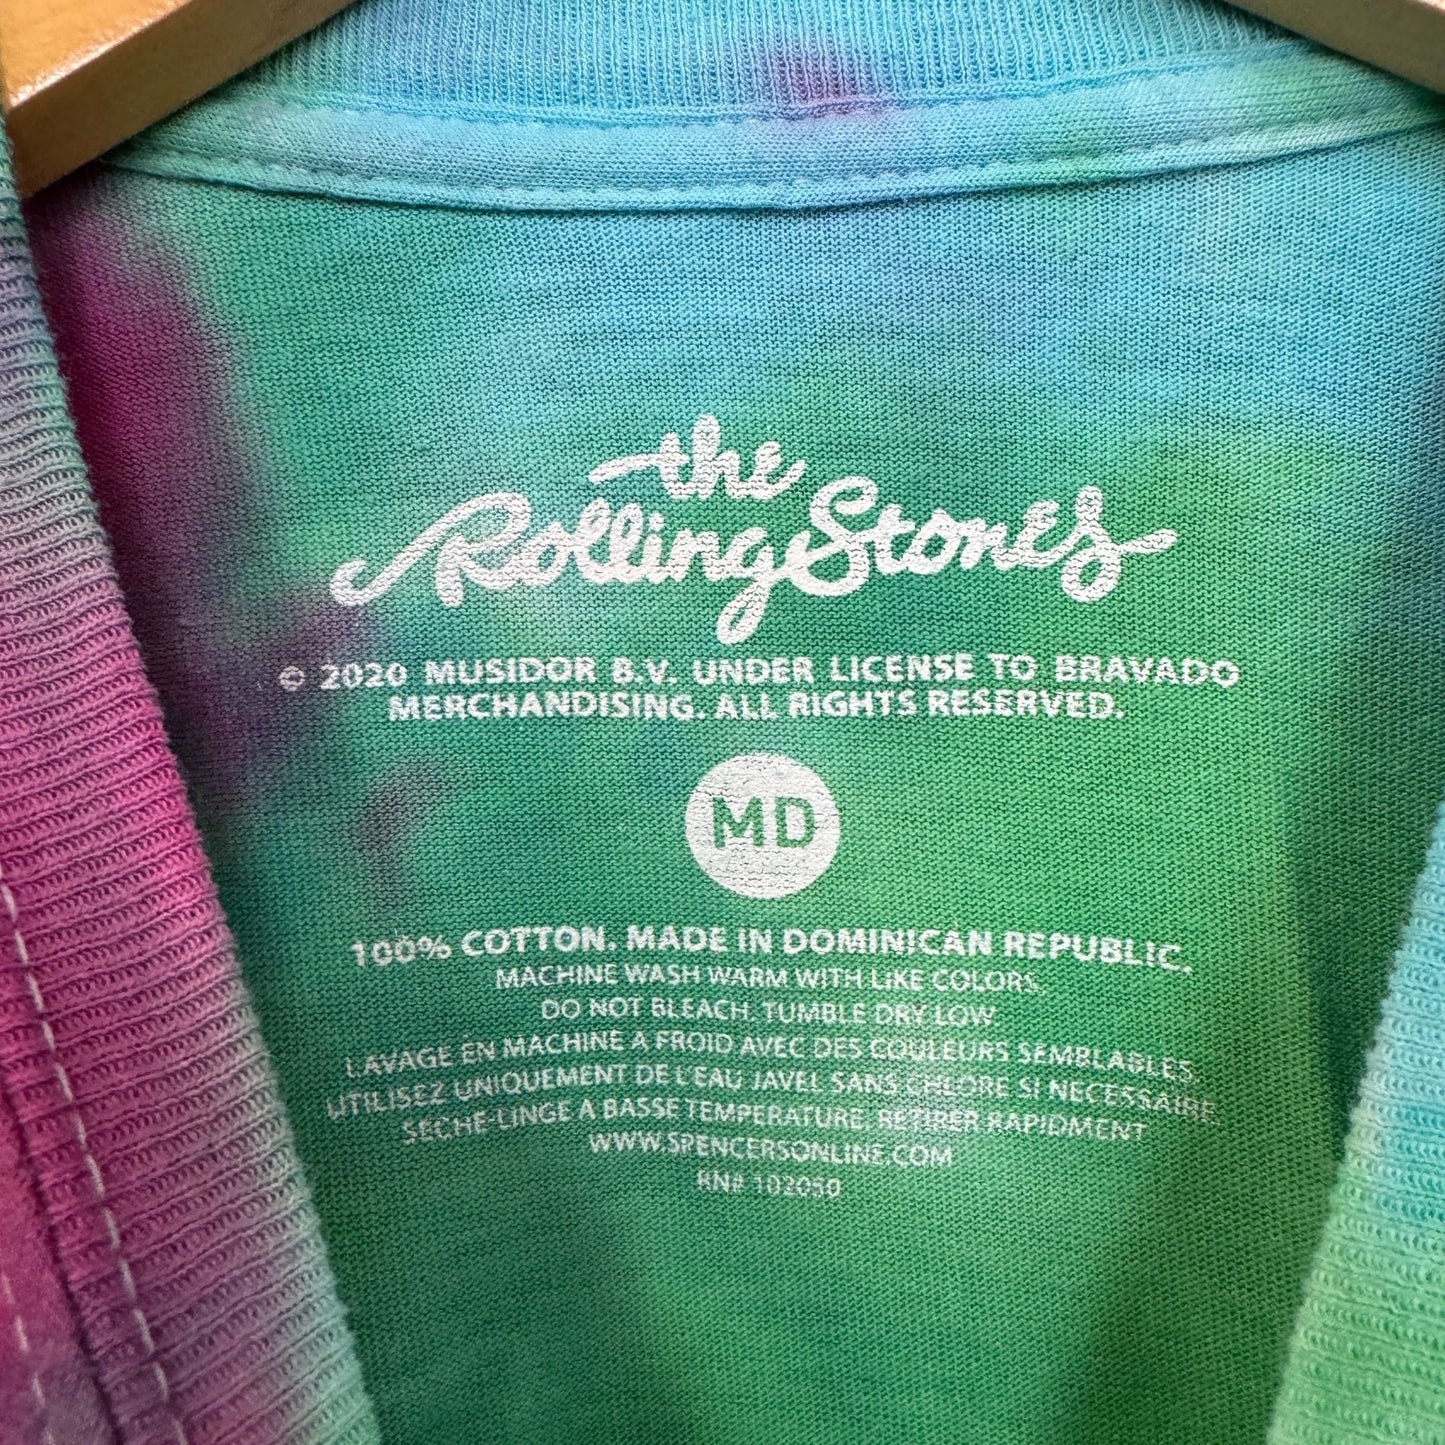 the
Rolling Stones
© 2020 MUSIDOR B.V. UNDER LICENSE TO BRAVADO
MERCHANDISING. ALL RIGHTS RESERVED.
MD
100% COTTON. MADE IN DOMINICAN REPUBLIC.
MACHINE WASH WARM WITH LIKE COLORS.
DO NOT BLEACH. TUMBLE DRY LOW.
LAVAGE EN MACHINE A FROID AVEC DES COULEURS SEMBLABLES.
UTILISEZ UNIQUEMENT DE L'EAU JAVEL SANS CHLORE SI NECESSAIRE.
SECHE-LINGE A BASSE TEMPERATURE, RETIRER RAPIDMENT
WWW.SPENCERSONLINE.COM
RN# 102050